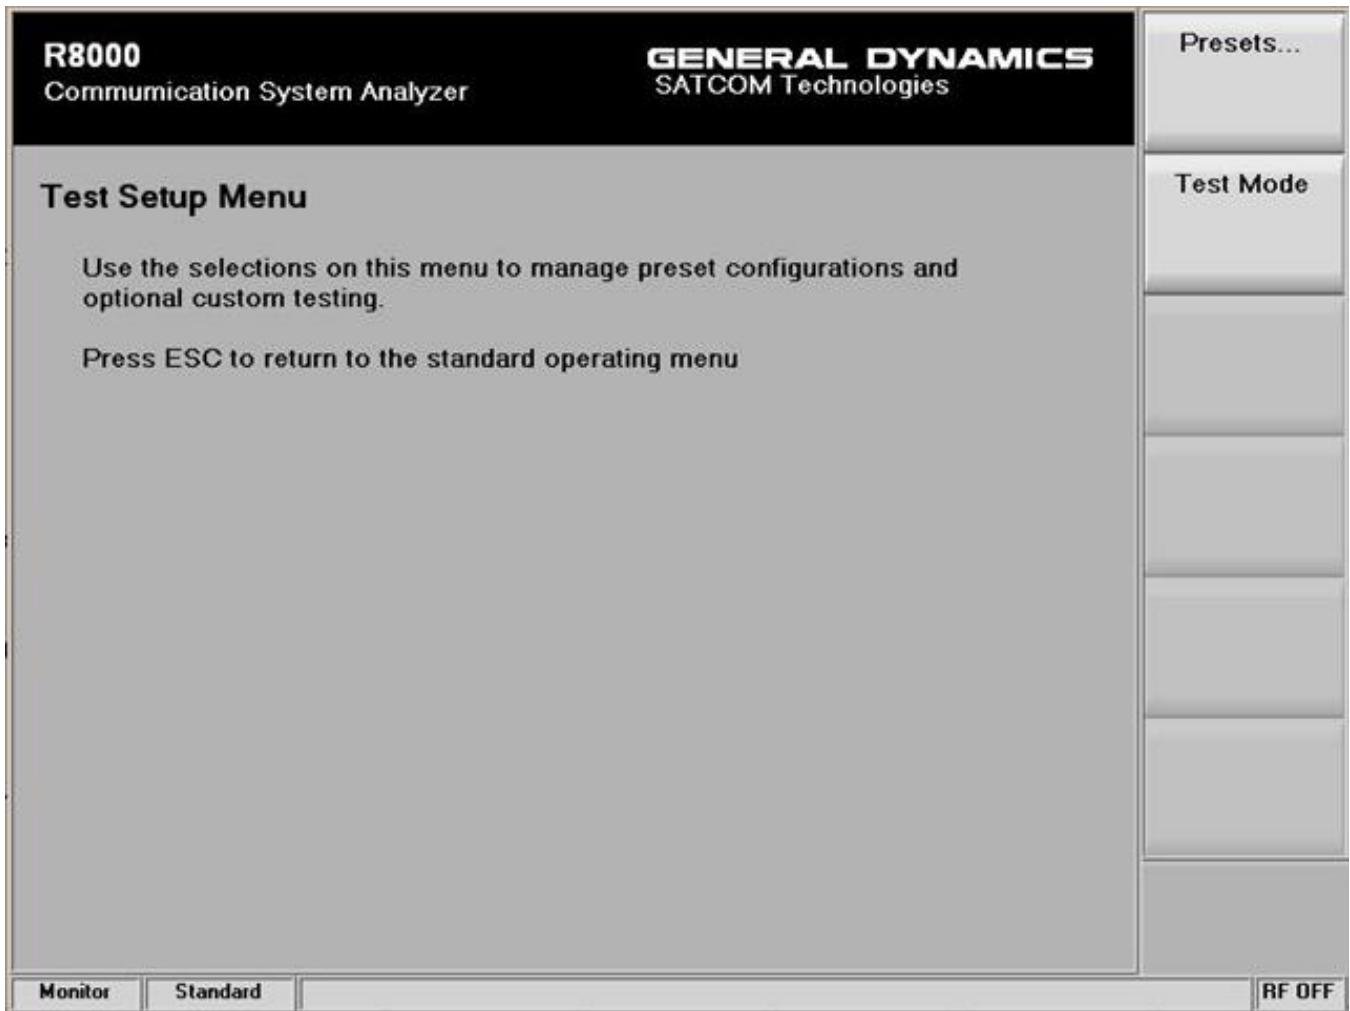 R8000
Commumication System Analyzer
GENERAL DYNAMICS
SATCOM Technologies
Presets...
Test Mode
Test Setup Menu
Use the selections on this menu to manage preset configurations and
optional custom testing.
Press ESC to return to the standard operating menu
Monitor
Standard
RF OFF